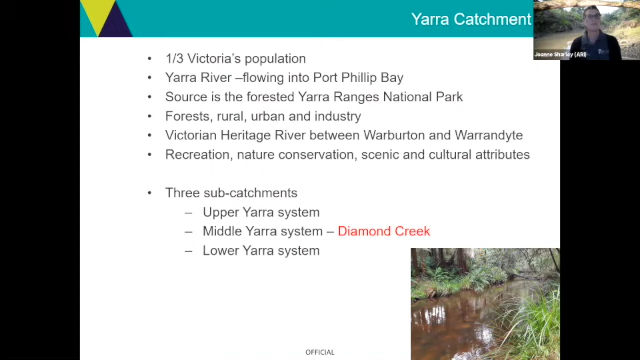 Yarra Catchment
1/3 Victoria's population
Yarra River –flowing into Port Phillip Bay
Source is the forested Yarra Ranges National Park
Forests, rural, urban and industry
Victorian Heritage River between Warburton and Warrandyte
Recreation, nature conservation, scenic and cultural attributes
Three sub-catchments
– Upper Yarra system
– Middle Yarra system – Diamond Creek
– Lower Yarra system
OFFICIAL
(ARI)